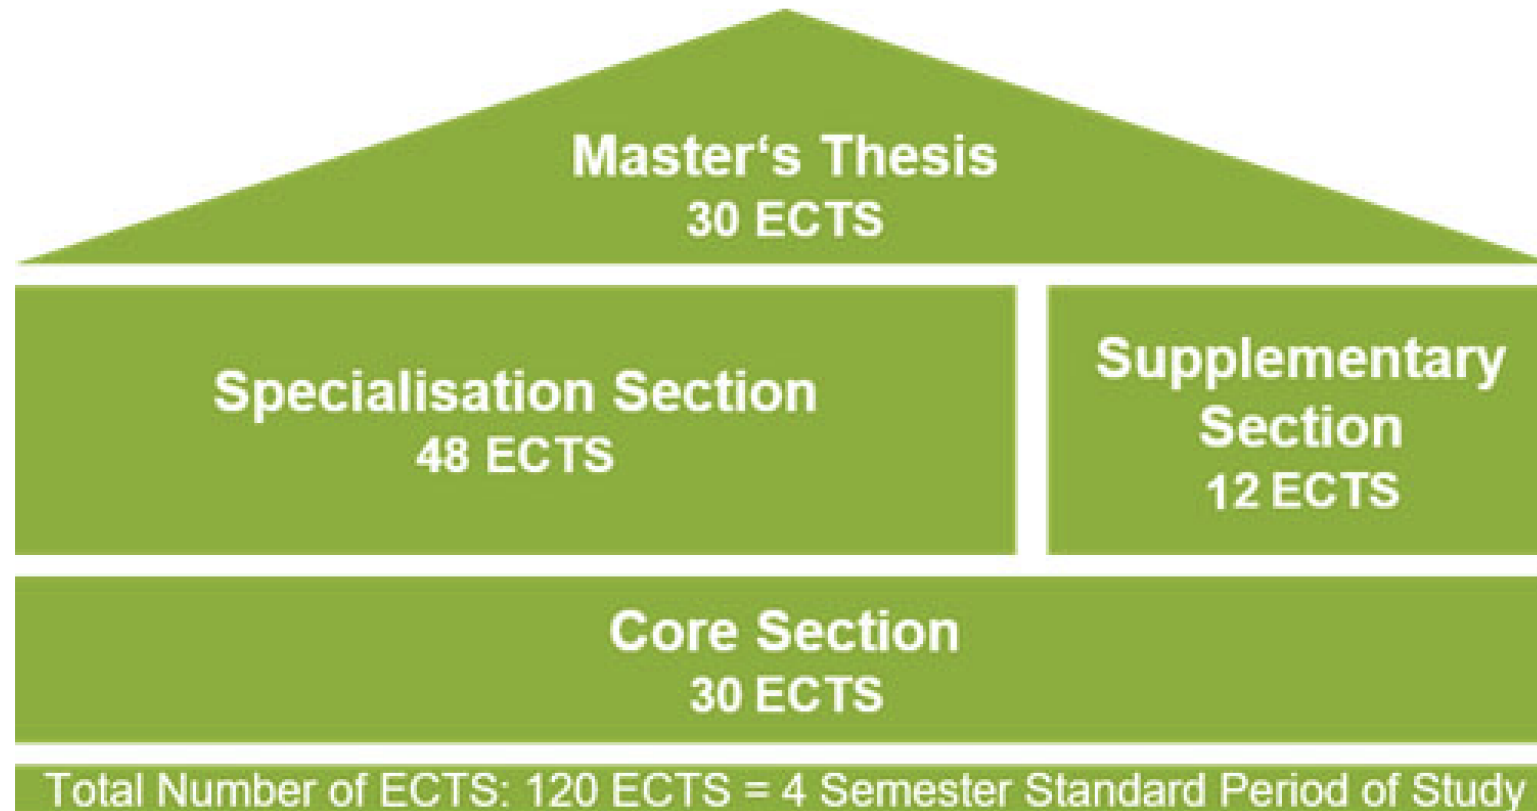 Master‘s Thesis
30 ECTS
Specialisation Section
48 ECTS
Supplementary
Section
12 ECTS
Core Section
30 ECTS
Total Number of ECTS: 120 ECTS = 4 Semester Standard Period of Study